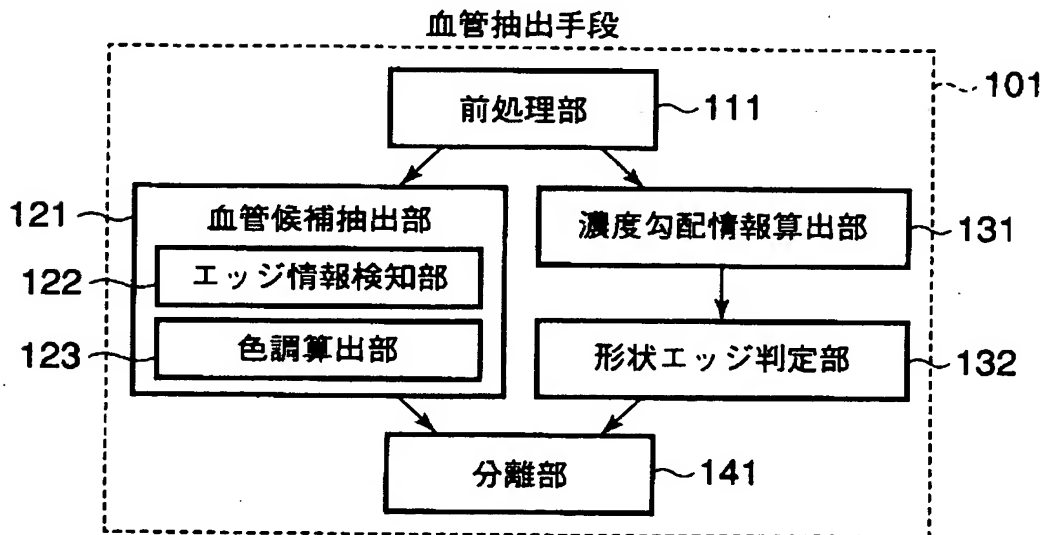 血管抽出手段
101
前処理部
111
121
血管候補抽出部
濃度勾配情報算出部
131
122
エッジ情報検知部
123
色調算出部
形状エッジ判定部
132
分離部
141